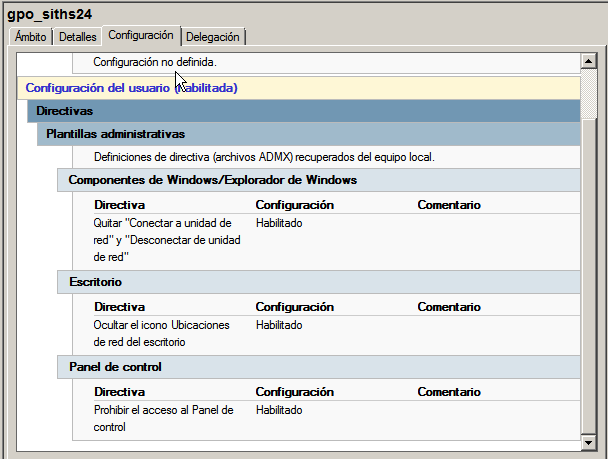 gpo_siths24
Ámbito Detalles Configuración Delegación
Configuración no definida.
Configuración del usuario (habilitada)
Directivas
Plantillas administrativas
Definiciones de directiva (archivos ADMX) recuperados del equipo local.
Componentes de Windows/Explorador de Windows
Directiva Configuración Comentario
Quitar "Conectar a unidad de Habilitado
red" y "Desconectar de unidad
de red"
Escritorio
Directiva Configuración Comentario
Ocultar el icono Ubicaciones Habilitado
de red del escritorio
Panel de control
Directiva Configuración Comentario
Prohibir el acceso al Panel de Habilitado
control